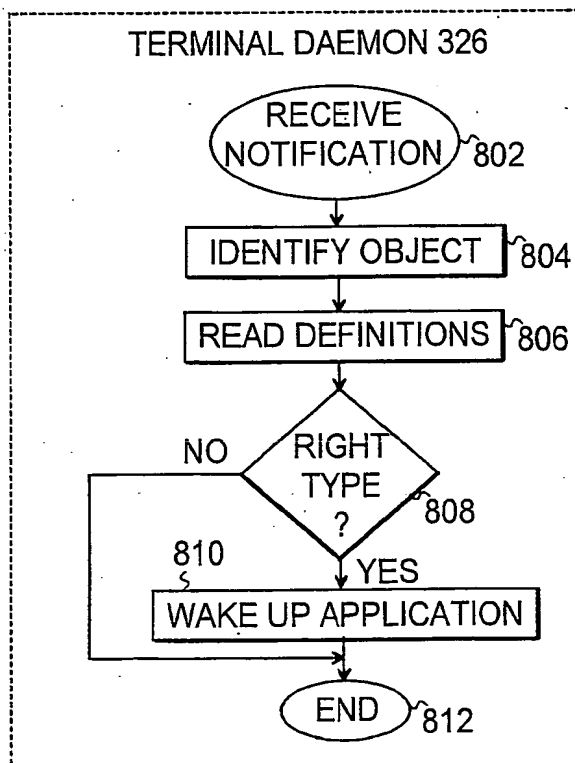 TERMINAL DAEMON 326
RECEIVE
NOTIFICATION
802
IDENTIFY OBJECT
804
READ DEFINITIONS
806
NO
RIGHT
TYPE
?
808
810
YES
WAKE UP APPLICATION
END
812